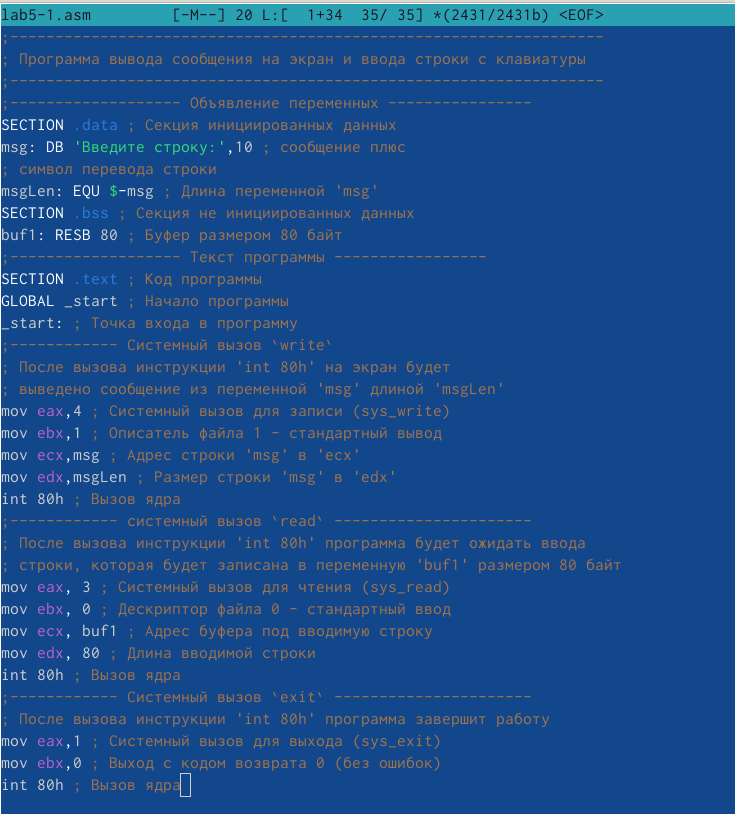 lab5-1.asm [-M--] 20 L:[ 1+34 35/ 35] *(2431/2431b) <EOF>
;------------------------------------------------------------------
; Программа вывода сообщения на экран и ввода строки с клавиатуры
;------------------------------------------------------------------
;------------------- Объявление переменных ----------------
SECTION .data ; Секция инициированных данных
msg: DB 'Введите строку:',10 ; сообщение плюс
; символ перевода строки
msgLen: EQU $-msg ; Длина переменной 'msg'
SECTION .bss ; Секция не инициированных данных
buf1: RESB 80 ; Буфер размером 80 байт
;------------------- Текст программы -----------------
SECTION .text ; Код программы
GLOBAL _start ; Начало программы
_start: ; Точка входа в программу
;------------ Системный вызов `write`
; После вызова инструкции 'int 80h' на экран будет
; выведено сообщение из переменной 'msg' длиной 'msgLen'
mov eax,4 ; Системный вызов для записи (sys_write)
mov ebx,1 ; Описатель файла 1 - стандартный вывод
mov ecx,msg ; Адрес строки 'msg' в 'ecx'
mov edx,msgLen ; Размер строки 'msg' в 'edx'
int 80h ; Вызов ядра
;------------ системный вызов `read` ----------------------
; После вызова инструкции 'int 80h' программа будет ожидать ввода
; строки, которая будет записана в переменную 'buf1' размером 80 байт
mov eax, 3 ; Системный вызов для чтения (sys_read)
mov ebx, 0 ; Дескриптор файла 0 - стандартный ввод
mov ecx, buf1 ; Адрес буфера под вводимую строку
mov edx, 80 ; Длина вводимой строки
int 80h ; Вызов ядра
;------------ Системный вызов `exit` ----------------------
; После вызова инструкции 'int 80h' программа завершит работу
mov eax,1 ; Системный вызов для выхода (sys_exit)
mov ebx,0 ; Выход с кодом возврата 0 (без ошибок)
int 80h ; Вызов ядра